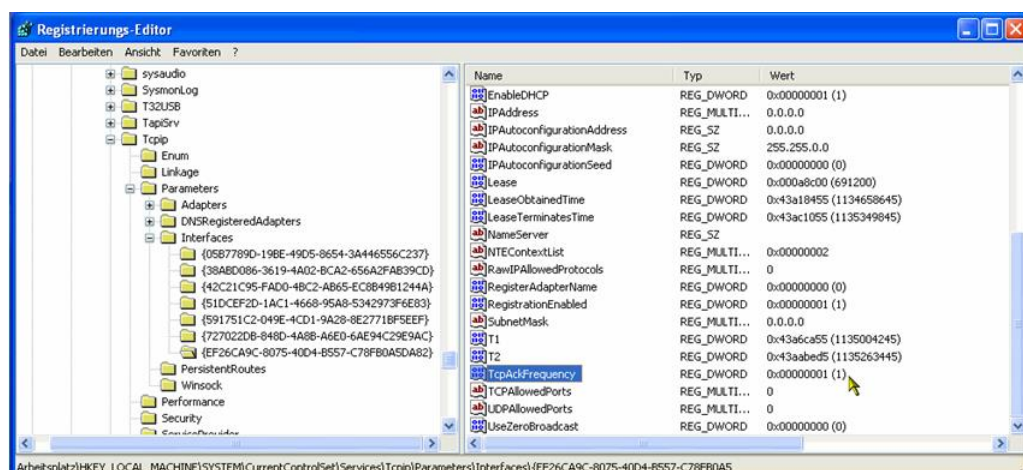 Registrierungs-Editor
Datei Bearbeiten Ansicht Favoriten ?
sysaudio
SysmonLog
T32USB
TapiSrv
Tcpip
Enum
Linkage
Parameters
Adapters
DNSRegisteredAdapters
Interfaces
{05B7789D-19BE-49D5-8654-3A446556C237}
{38ABD086-3619-4A02-BCA2-656A2FAB39CD}
{42C21C95-FAD0-4BC2-AB65-EC8B49B1244A}
{51DCEF2D-1AC1-4668-95A8-5342973F6E83}
{591751C2-049E-4CD1-9A28-8E2771BF5EEF}
{727022DB-848D-4A8B-A6E0-6AE94C29E9AC}
{EF26CA9C-8075-40D4-B557-C78FB0A5DA82}
PersistentRoutes
Winsock
Performance
Security
ServiceProvider
Name Typ Wert
EnableDHCP REG_DWORD 0x00000001 (1)
IPAddress REG_MULTI... 0.0.0.0
IPAutoconfigurationAddress REG_SZ 0.0.0.0
IPAutoconfigurationMask REG_SZ 255.255.0.0
IPAutoconfigurationSeed REG_DWORD 0x00000000 (0)
Lease REG_DWORD 0x000a8c00 (691200)
LeaseObtainedTime REG_DWORD 0x43a18455 (1134658645)
LeaseTerminatesTime REG_DWORD 0x43ac1055 (1135349845)
NameServer REG_SZ
NTEContextList REG_MULTI... 0x00000002
RawIPAllowedProtocols REG_MULTI... 0
RegisterAdapterName REG_DWORD 0x00000000 (0)
RegistrationEnabled REG_DWORD 0x00000001 (1)
SubnetMask REG_MULTI... 0.0.0.0
T1 REG_DWORD 0x43a6ca55 (1135004245)
T2 REG_DWORD 0x43aabed5 (1135263445)
TcpAckFrequency REG_DWORD 0x00000001 (1)
TCPAllowedPorts REG_MULTI... 0
UDPAllowedPorts REG_MULTI... 0
UseZeroBroadcast REG_DWORD 0x00000000 (0)
Arbeitsplatz\HKEY_LOCAL_MACHINE\SYSTEM\CurrentControlSet\Services\Tcpip\Parameters\Interfaces\{EF26CA9C-8075-40D4-B557-C78FB0A5